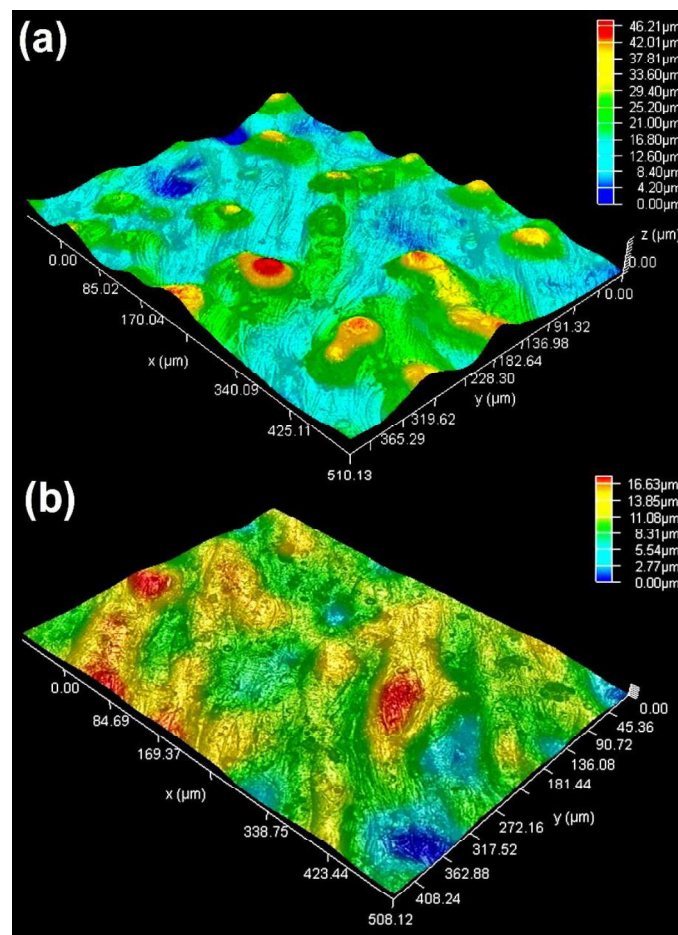 (a)
46.21µm
42.01µm
37.81µm
33.60µm
29.40µm
25.20µm
21.00µm
16.80µm
12.60µm
8.40µm
4.20µm
0.00µm
z (µm)
0.00
0.00
91.32
136.98
182.64
228.30
y (µm)
319.62
365.29
0.00
85.02
170.04
x (µm)
340.09
425.11
510.13
(b)
16.63µm
13.85µm
11.08µm
8.31µm
5.54µm
2.77µm
0.00µm
0.00
45.36
90.72
136.08
181.44
y (µm)
272.16
317.52
362.88
408.24
0.00
84.69
169.37
x (µm)
338.75
423.44
508.12